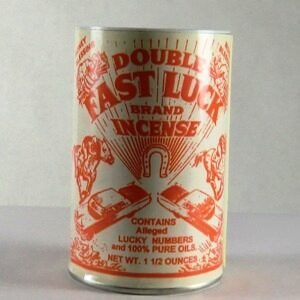 DOUBLE
FAST LUCK
BRAND
INCENSE
CONTAINS
Alleged
LUCKY NUMBERS
and 100% PURE OILS.
NET WT. 1 1/2 OUNCES